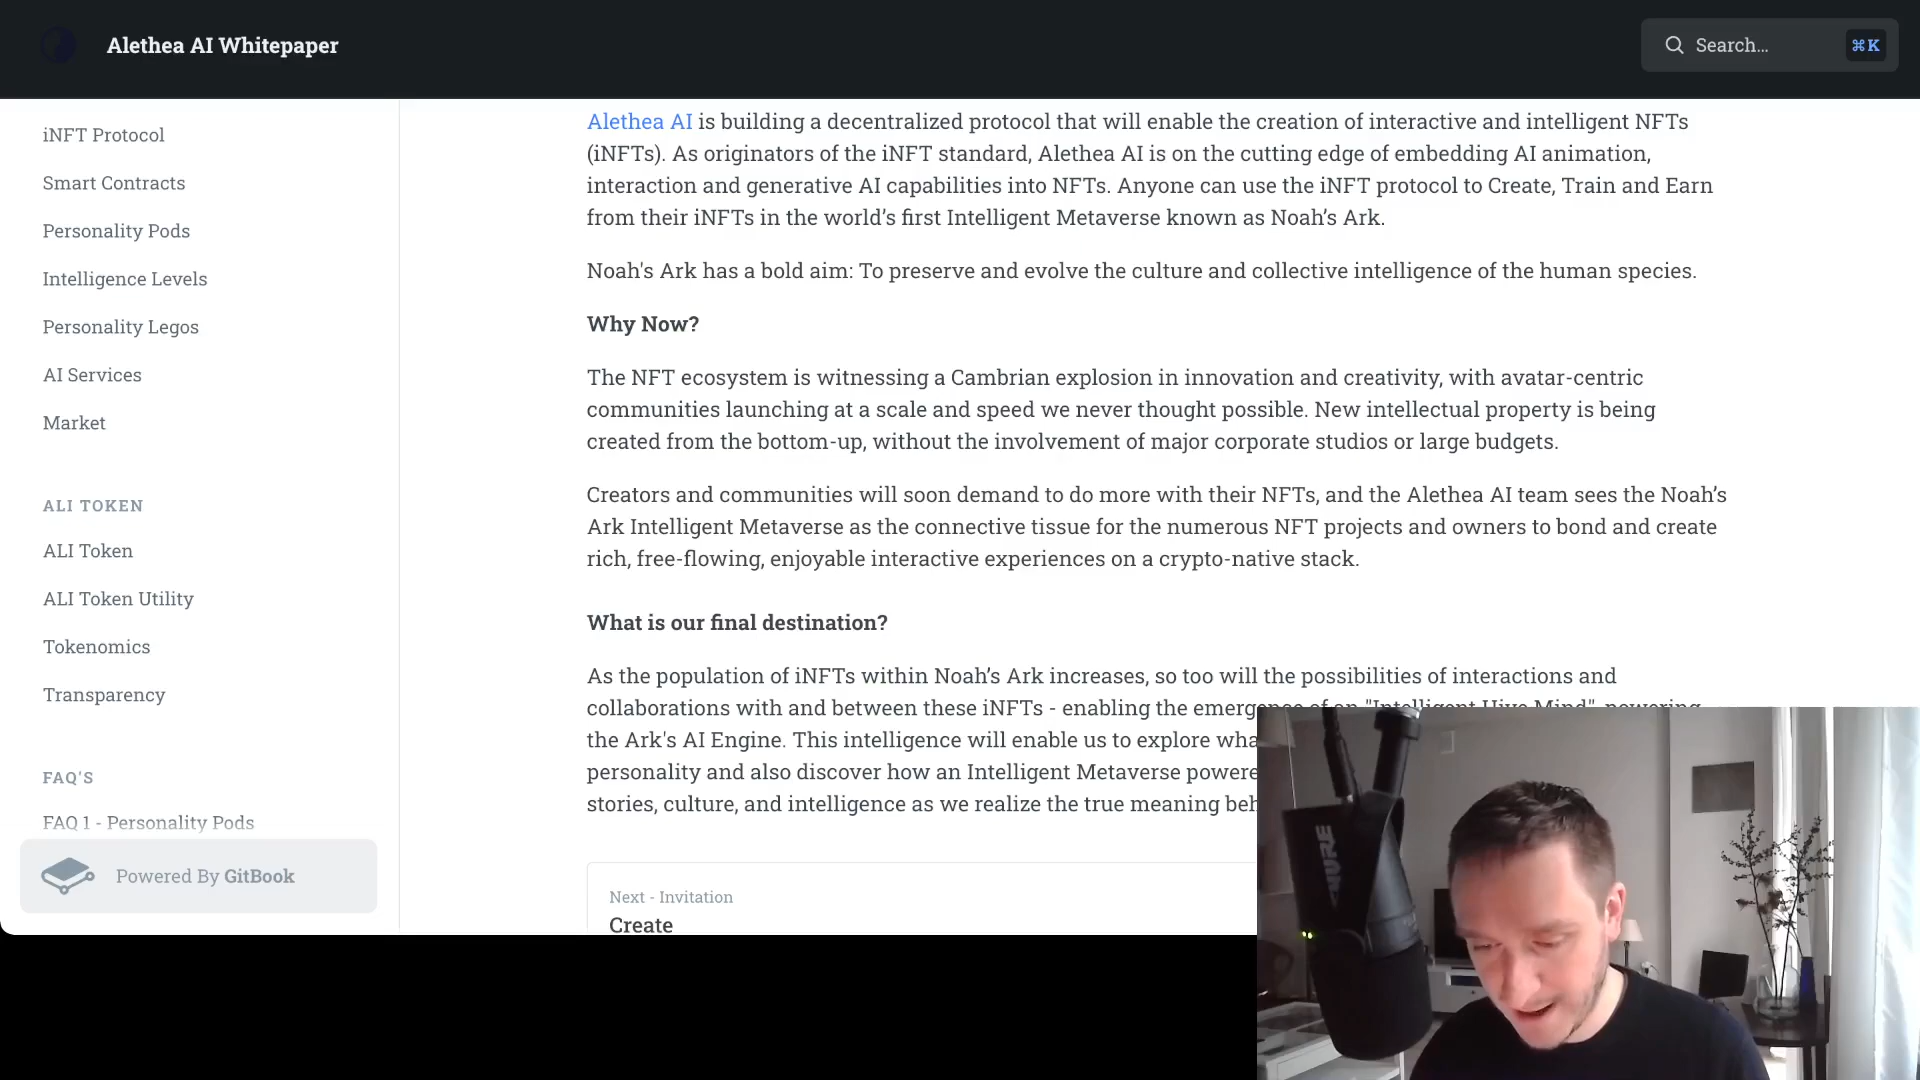 Alethea AI Whitepaper
Search...
⌘K
iNFT Protocol
Smart Contracts
Personality Pods
Intelligence Levels
Personality Legos
AI Services
Market
ALI TOKEN
ALI Token
ALI Token Utility
Tokenomics
Transparency
FAQ'S
FAQ 1 - Personality Pods
Powered By GitBook
Alethea AI is building a decentralized protocol that will enable the creation of interactive and intelligent NFTs
(iNFTs). As originators of the iNFT standard, Alethea AI is on the cutting edge of embedding AI animation,
interaction and generative AI capabilities into NFTs. Anyone can use the iNFT protocol to Create, Train and Earn
from their iNFTs in the world’s first Intelligent Metaverse known as Noah’s Ark.
Noah's Ark has a bold aim: To preserve and evolve the culture and collective intelligence of the human species.
Why Now?
The NFT ecosystem is witnessing a Cambrian explosion in innovation and creativity, with avatar-centric
communities launching at a scale and speed we never thought possible. New intellectual property is being
created from the bottom-up, without the involvement of major corporate studios or large budgets.
Creators and communities will soon demand to do more with their NFTs, and the Alethea AI team sees the Noah’s
Ark Intelligent Metaverse as the connective tissue for the numerous NFT projects and owners to bond and create
rich, free-flowing, enjoyable interactive experiences on a crypto-native stack.
What is our final destination?
As the population of iNFTs within Noah’s Ark increases, so too will the possibilities of interactions and
collaborations with and between these iNFTs - enabling the emergence of an "Intelligent Hive Mind", powering
the Ark's AI Engine. This intelligence will enable us to explore
personality and also discover how an Intelligent Metaverse
stories, culture, and intelligence as we realize the true meaning
Next - Invitation
Create
SHURE